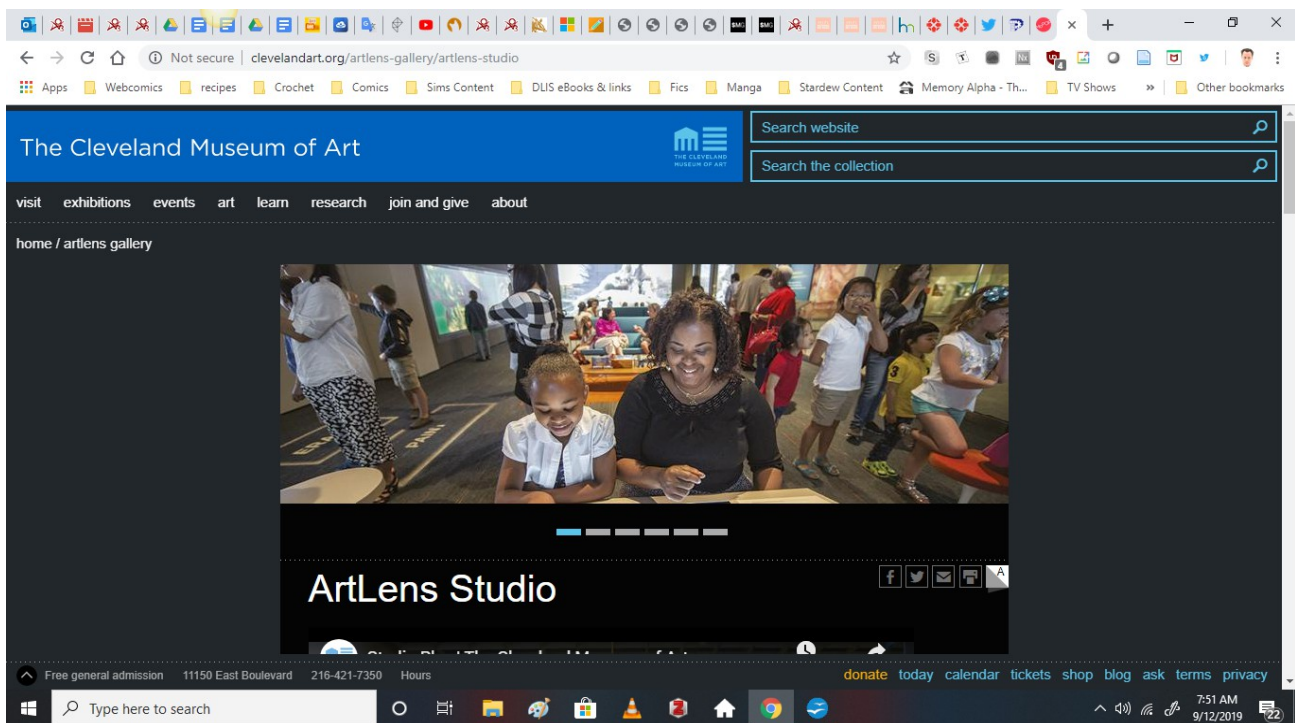 Not secure | clevelandart.org/artlens-gallery/artlens-studio
Apps Webcomics recipes Crochet Comics Sims Content DLIS eBooks & links Fics Manga Stardew Content Memory Alpha - Th... TV Shows » Other bookmarks
The Cleveland Museum of Art
THE CLEVELAND
MUSEUM OF ART
Search website
Search the collection
visit exhibitions events art learn research join and give about
home / artlens gallery
PAINT
ArtLens Studio
A
Free general admission 11150 East Boulevard 216-421-7350 Hours
donate today calendar tickets shop blog ask terms privacy
Type here to search
7:51 AM
9/12/2019
22